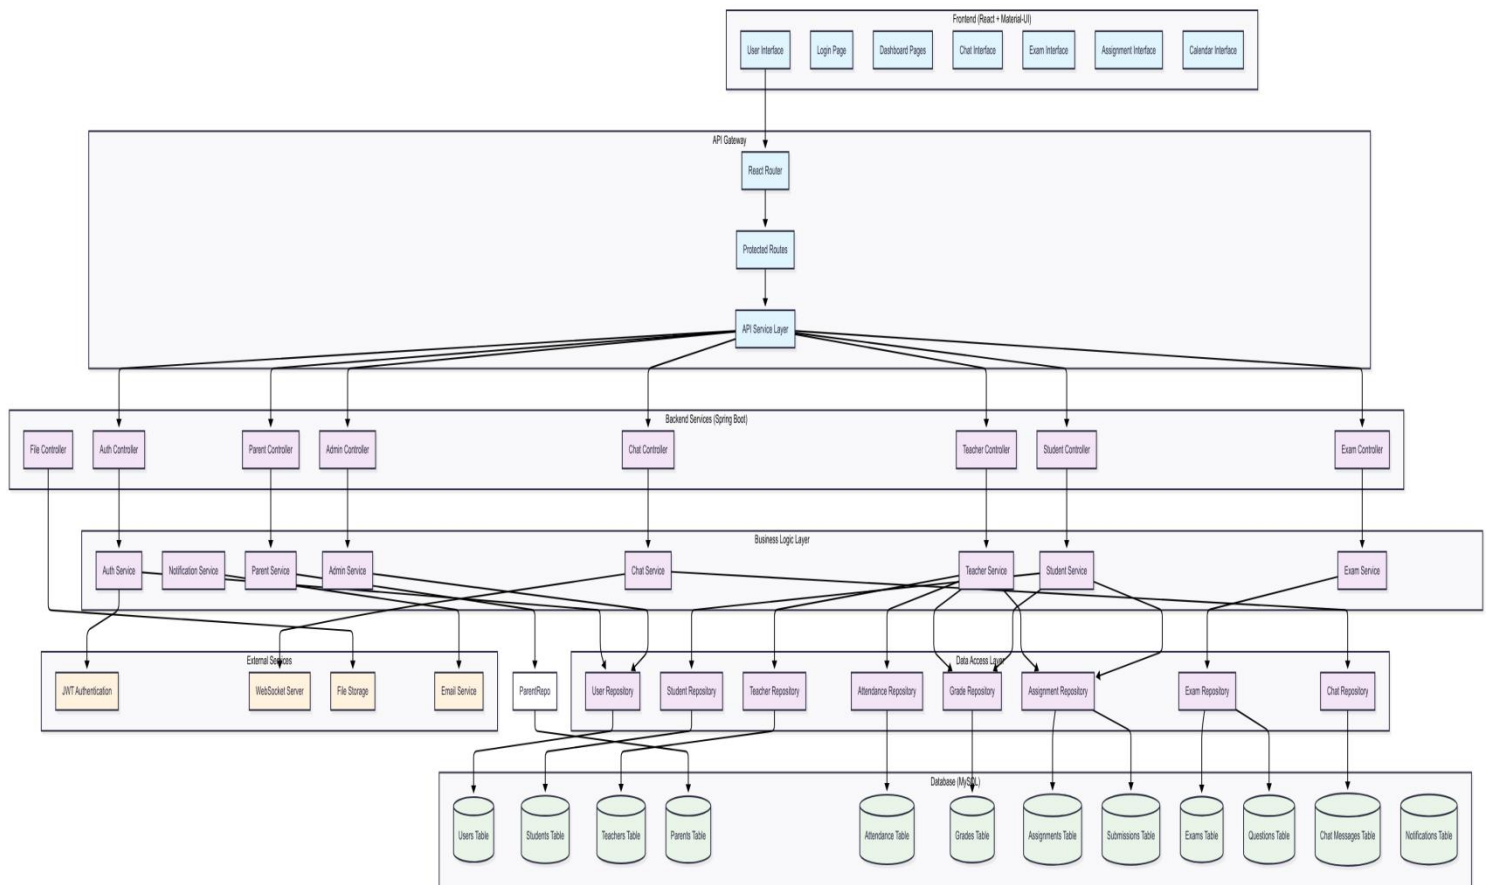 Frontend (React + Material-UI)
User Interface
Login Page
Dashboard Pages
Chat Interface
Exam Interface
Assignment Interface
Calendar Interface
API Gateway
React Router
Protected Routes
API Service Layer
Backend Services (Spring Boot)
File Controller
Auth Controller
Parent Controller
Admin Controller
Chat Controller
Teacher Controller
Student Controller
Exam Controller
Business Logic Layer
Auth Service
Notification Service
Parent Service
Admin Service
Chat Service
Teacher Service
Student Service
Exam Service
External Services
JWT Authentication
WebSocket Server
File Storage
Email Service
ParentRepo
Data Access Layer
User Repository
Student Repository
Teacher Repository
Attendance Repository
Grade Repository
Assignment Repository
Exam Repository
Chat Repository
Database (MySQL)
Users Table
Students Table
Teachers Table
Parents Table
Attendance Table
Grades Table
Assignments Table
Submissions Table
Exams Table
Questions Table
Chat Messages Table
Notifications Table